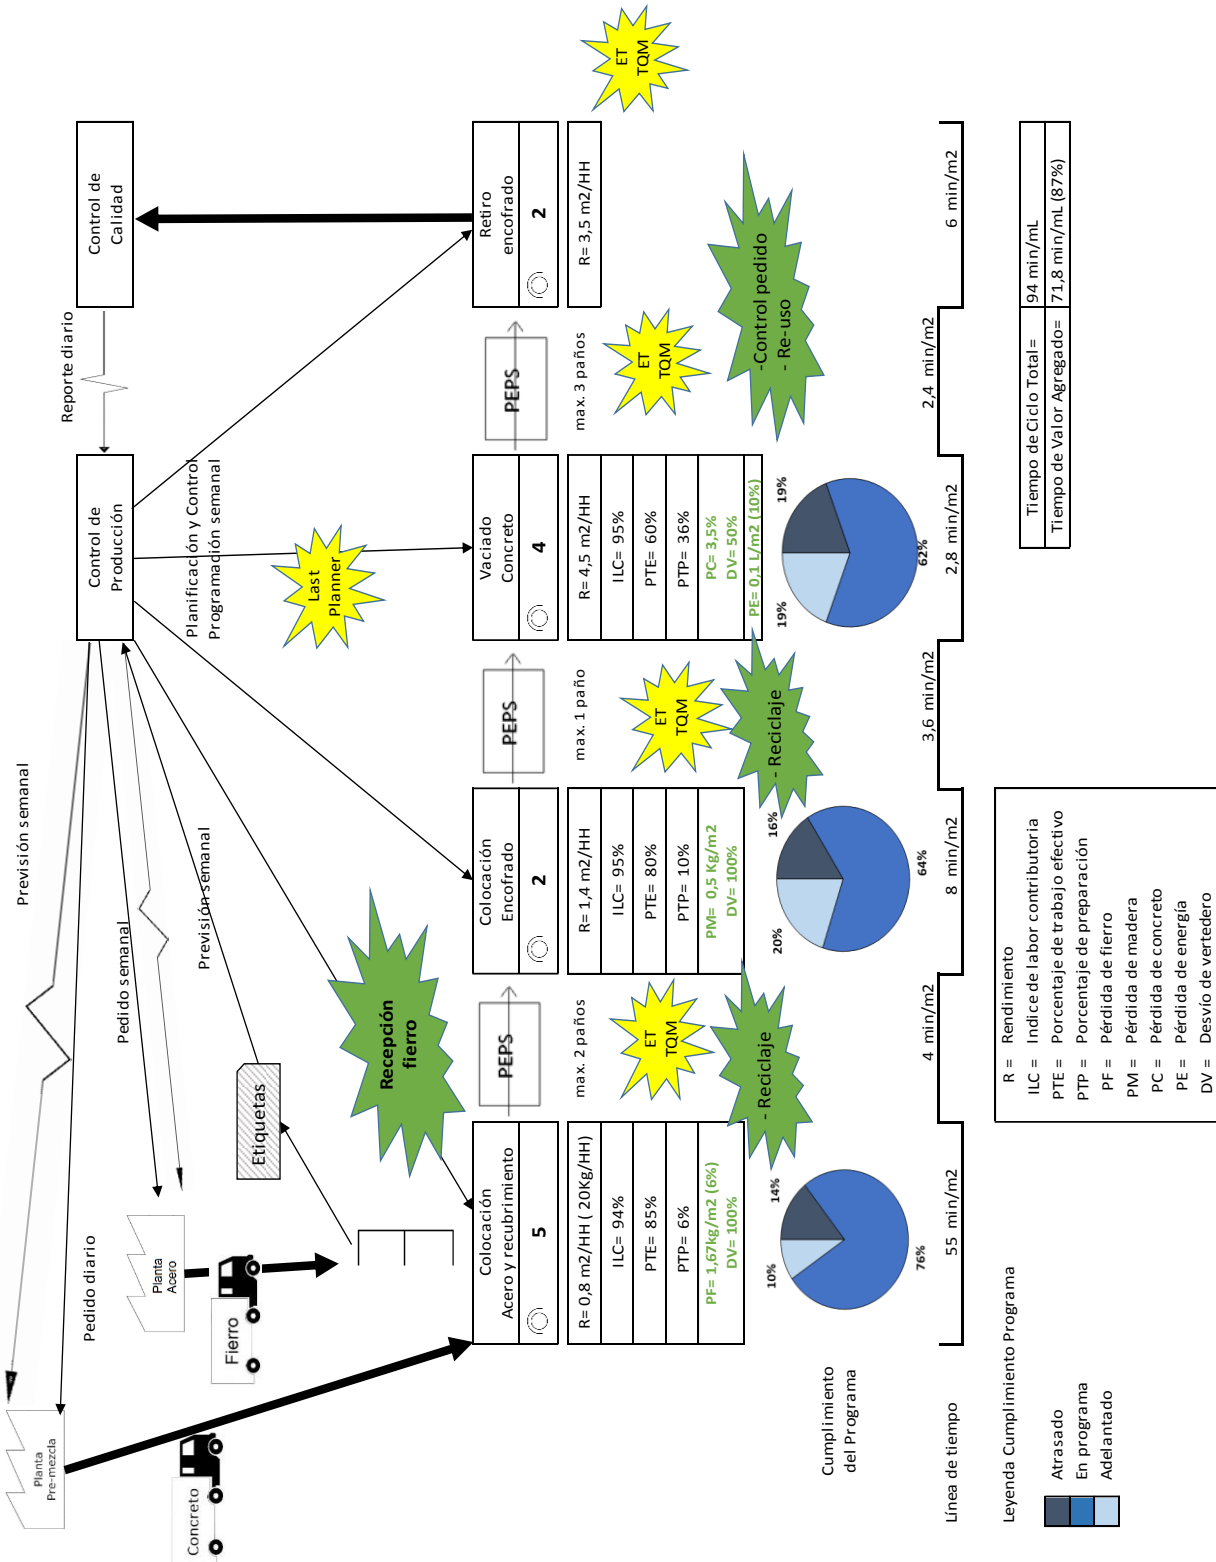 Planta
Pre-mezcla
Concreto
Previsión semanal
Pedido diario
Pedido semanal
Previsión semanal
Planta
Acero
Fierro
Etiquetas
Control de
Producción
Reporte diario
Control de
Calidad
Planificación y Control
Programación semanal
Last
Planner
Recepción
fierro
Colocación
Acero y recubrimiento
5
R= 0,8 m2/HH ( 20Kg/HH)
ILC= 94%
PTE= 85%
PTP= 6%
PF= 1,67kg/m2 (6%)
DV= 100%
PEPS
max. 2 paños
ET
TQM
- Reciclaje
Colocación
Encofrado
2
R= 1,4 m2/HH
ILC= 95%
PTE= 80%
PTP= 10%
PM= 0,5 Kg/m2
DV= 100%
PEPS
max. 1 paño
ET
TQM
- Reciclaje
Vaciado
Concreto
4
R= 4,5 m2/HH
ILC= 95%
PTE= 60%
PTP= 36%
PC= 3,5%
DV= 50%
PE= 0,1 L/m2 (10%)
PEPS
max. 3 paños
ET
TQM
-Control pedido
- Re-uso
Retiro
encofrado
2
R= 3,5 m2/HH
ET
TQM
Cumplimiento
del Programa
10%
14%
76%
20%
16%
64%
19%
19%
62%
Línea de tiempo
55 min/m2
4 min/m2
8 min/m2
3,6 min/m2
2,8 min/m2
2,4 min/m2
6 min/m2
Leyenda Cumplimiento Programa
Atrasado
En programa
Adelantado
R = Rendimiento
ILC = Indice de labor contributoria
PTE = Porcentaje de trabajo efectivo
PTP = Porcentaje de preparación
PF = Pérdida de fierro
PM = Pérdida de madera
PC = Pérdida de concreto
PE = Pérdida de energía
DV = Desvío de vertedero
Tiempo de Ciclo Total= 94 min/mL
Tiempo de Valor Agregado= 71,8 min/mL (87%)